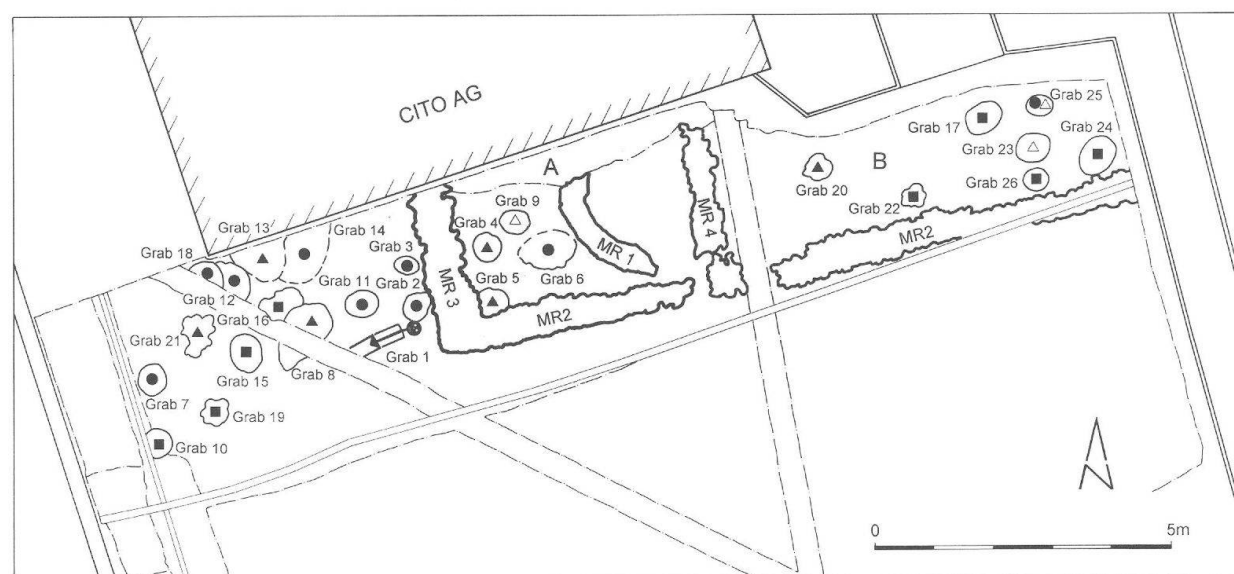 CITO AG
A
B
Grab 25
Grab 17
Grab 24
Grab 23
Grab 20
Grab 26
Grab 22
Grab 9
Grab 4
Grab 13
Grab 14
Grab 3
Grab 18
MR 4
MR 1
MR2
MR 3
Grab 11
Grab 2
Grab 5
Grab 6
Grab 12
Grab 16
MR2
Grab 21
Grab 1
Grab 15
Grab 8
Grab 7
Grab 19
Grab 10
N
0
5m